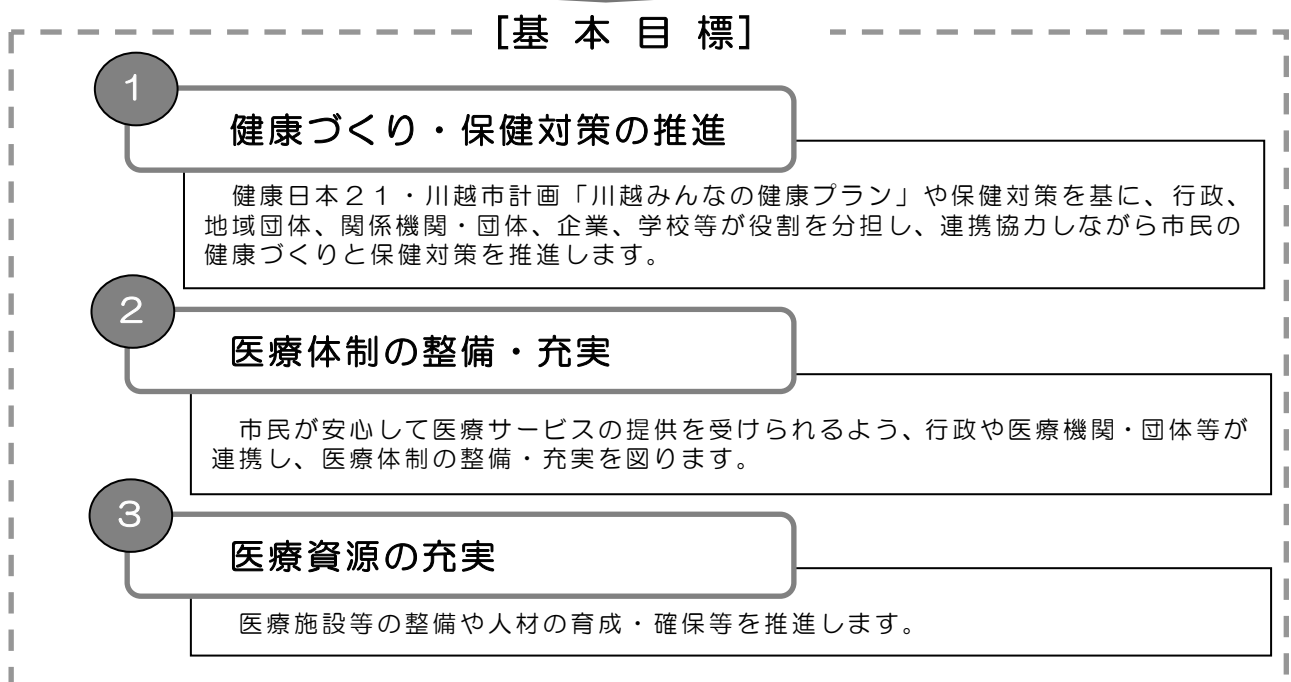 [基 本 目 標]
1
健康づくり・保健対策の推進
健康日本２１・川越市計画「川越みんなの健康プラン」や保健対策を基に、行政、
地域団体、関係機関・団体、企業、学校等が役割を分担し、連携協力しながら市民の
健康づくりと保健対策を推進します。
2
医療体制の整備・充実
市民が安心して医療サービスの提供を受けられるよう、行政や医療機関・団体等が
連携し、医療体制の整備・充実を図ります。
3
医療資源の充実
医療施設等の整備や人材の育成・確保等を推進します。